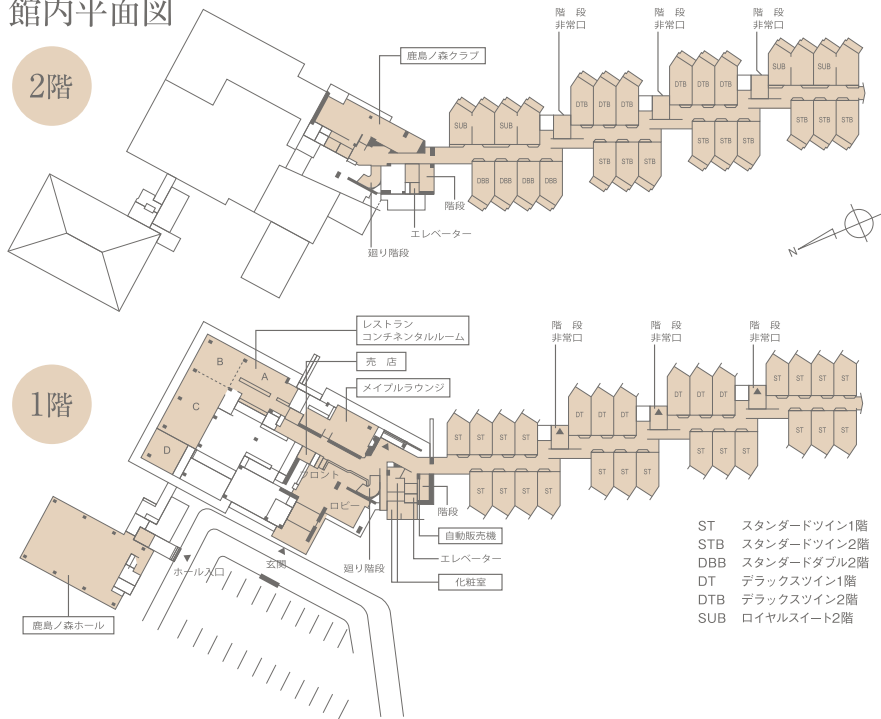 館内平面図
2階
鹿島ノ森クラブ
階 段
非常口
階 段
非常口
階 段
非常口
SUB SUB
DTB DTB DTB
DTB DTB DTB
SUB SUB
DBB DBB DBB DBB
STB STB STB
STB STB STB
STB STB STB
階段
エレベーター
廻り階段
N
1階
レストラン
コンチネンタルルーム
売 店
メイプルラウンジ
階 段
非常口
階 段
非常口
階 段
非常口
A
B
C
D
フロント
ロビー
ST ST ST ST
DT DT DT
DT DT DT
ST ST ST ST
ST ST ST ST
ST ST ST
ST ST ST
ST ST ST
階段
自動販売機
エレベーター
化粧室
廻り階段
玄関
ホール入口
鹿島ノ森ホール
ST スタンダードツイン1階
STB スタンダードツイン2階
DBB スタンダードダブル2階
DT デラックスツイン1階
DTB デラックスツイン2階
SUB ロイヤルスイート2階